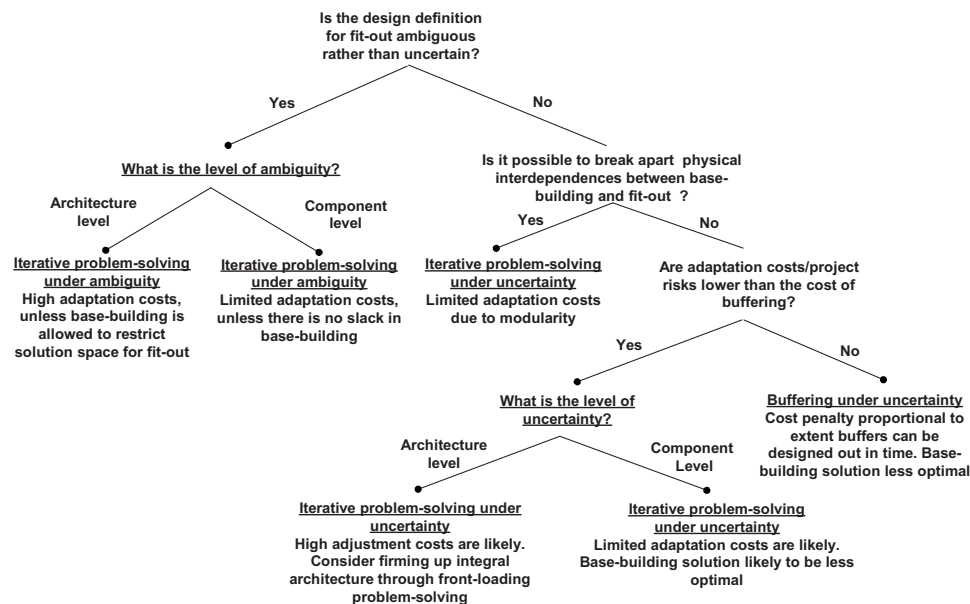 Is the design definition
for fit-out ambiguous
rather than uncertain?
Yes
No
What is the level of ambiguity?
Is it possible to break apart physical
interdependences between base-
building and fit-out ?
Architecture
level
Component
level
Yes
No
Iterative problem-solving
under ambiguity
High adaptation costs,
unless base-building is
allowed to restrict
solution space for fit-out
Iterative problem-solving
under ambiguity
Limited adaptation costs,
unless there is no slack in
base-building
Iterative problem-solving
under uncertainty
Limited adaptation costs
due to modularity
Are adaptation costs/project
risks lower than the cost of
buffering?
Yes
No
What is the level of
uncertainty?
Buffering under uncertainty
Cost penalty proportional to
extent buffers can be
designed out in time. Base-
building solution less optimal
Architecture
level
Component
Level
Iterative problem-solving under
uncertainty
High adjustment costs are likely.
Consider firming up integral
architecture through front-loading
problem-solving
Iterative problem-solving
under uncertainty
Limited adaptation costs are likely.
Base-building solution likely to be less
optimal